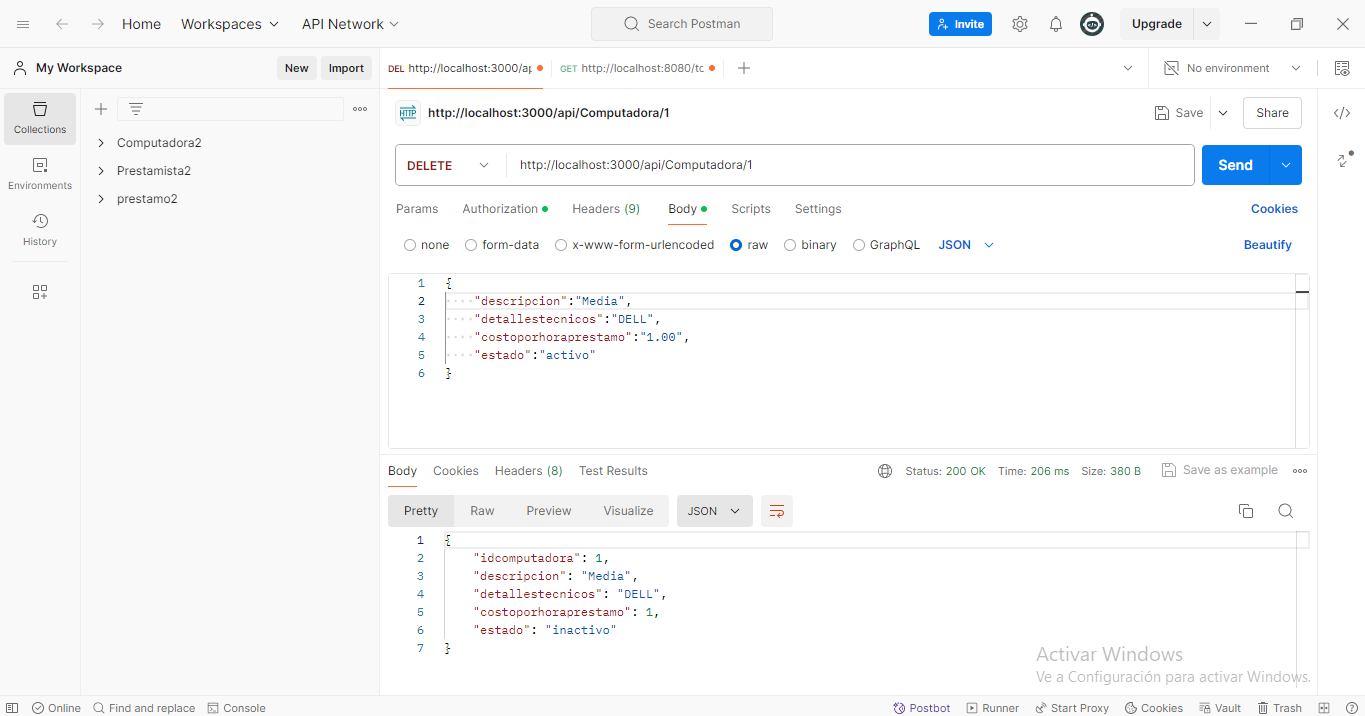 Home Workspaces API Network Search Postman Invite Upgrade
My Workspace New Import DEL http://localhost:3000/ap GET http://localhost:8080/tc No environment
Collections
Environments
History
Computadora2
Prestamista2
prestamo2
HTTP http://localhost:3000/api/Computadora/1 Save Share
DELETE http://localhost:3000/api/Computadora/1 Send
Params Authorization Headers (9) Body Scripts Settings Cookies
none form-data x-www-form-urlencoded raw binary GraphQL JSON Beautify
1 {
2 "descripcion":"Media",
3 "detallestecnicos":"DELL",
4 "costoporhoraprestamo":"1.00",
5 "estado":"activo"
6 }
Body Cookies Headers (8) Test Results Status: 200 OK Time: 206 ms Size: 380 B Save as example
Pretty Raw Preview Visualize JSON
1 {
2 "idcomputadora": 1,
3 "descripcion": "Media",
4 "detallestecnicos": "DELL",
5 "costoporhoraprestamo": 1,
6 "estado": "inactivo"
7 }
Activar Windows
Ve a Configuración para activar Windows.
Online Find and replace Console Postbot Runner Start Proxy Cookies Vault Trash